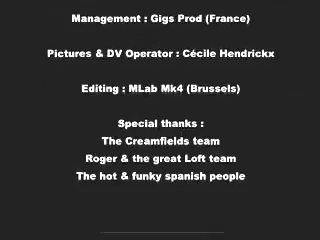 Management : Gigs Prod (France)
Pictures & DV Operator : Cécile Hendrickx
Editing : MLab Mk4 (Brussels)
Special thanks :
The Creamfields team
Roger & the great Loft team
The hot & funky spanish people